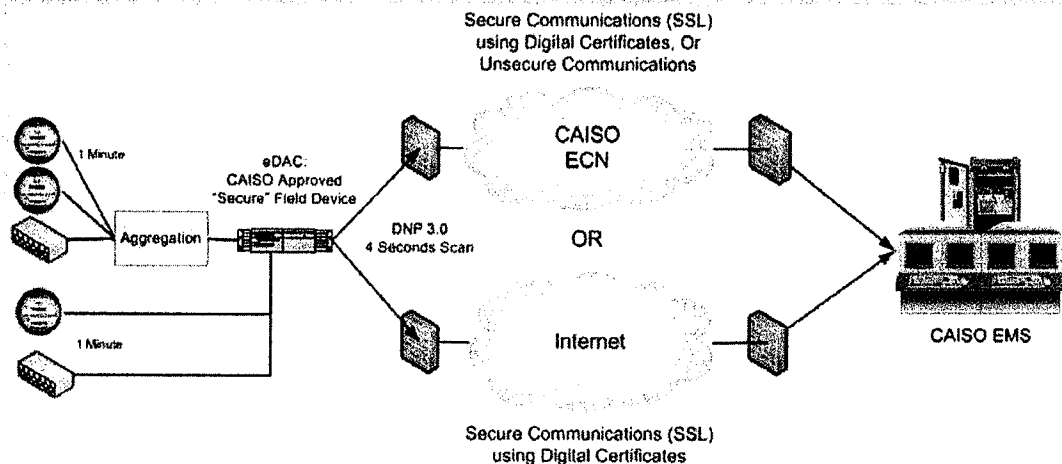 Secure Communications (SSL)
using Digital Certificates, Or
Unsecure Communications
CAISO
ECN
1 Minute
eDAC:
CAISO Approved
"Secure" Field Device
Aggregation
DNP 3.0
4 Seconds Scan
OR
1 Minute
Internet
CAISO EMS
Secure Communications (SSL)
using Digital Certificates